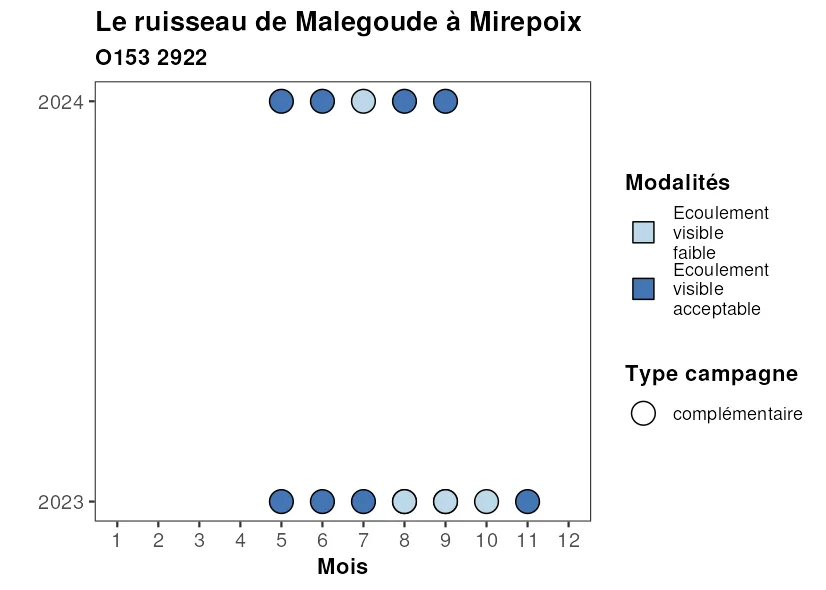 Le ruisseau de Malegoude à Mirepoix
O153 2922
2024
2023
1 2 3 4 5 6 7 8 9 10 11 12
Mois
Modalités
Ecoulement
visible
faible
Ecoulement
visible
acceptable
Type campagne
complémentaire